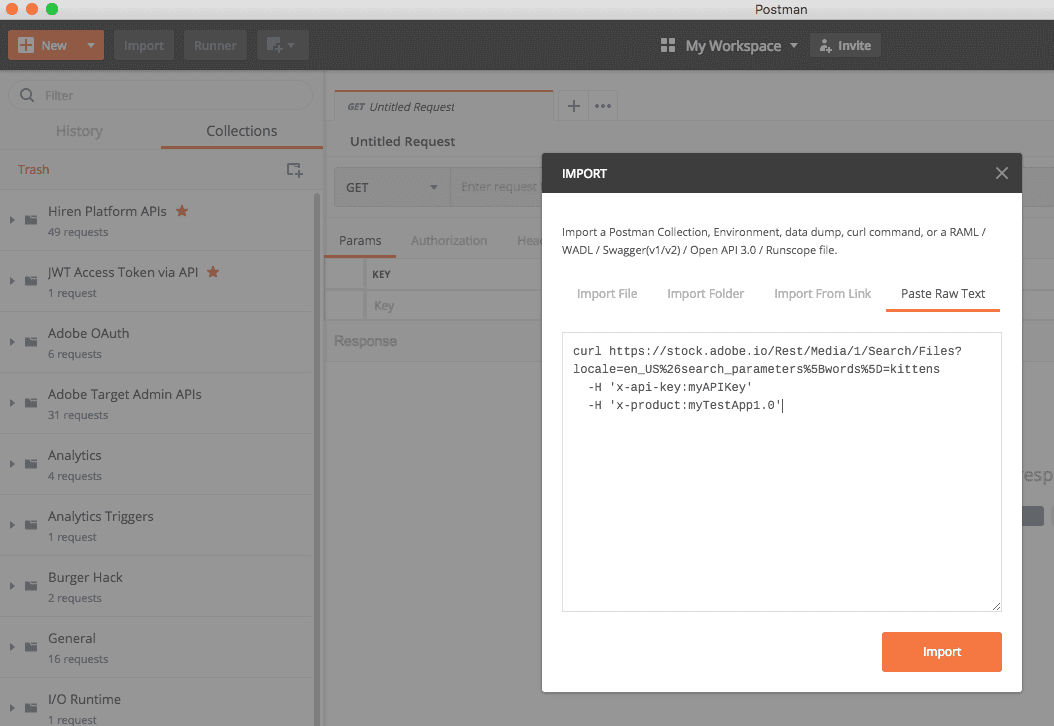 Postman
New
Import
Runner
My Workspace
Invite
Filter
History
Collections
Trash
Hiren Platform APIs
49 requests
JWT Access Token via API
1 request
Adobe OAuth
6 requests
Adobe Target Admin APIs
31 requests
Analytics
4 requests
Analytics Triggers
1 request
Burger Hack
2 requests
General
16 requests
I/O Runtime
1 request
GET Untitled Request
Untitled Request
GET
Enter request
Params
Authorization
KEY
Key
Response
IMPORT
Import a Postman Collection, Environment, data dump, curl command, or a RAML /
WADL / Swagger(v1/v2) / Open API 3.0 / Runscope file.
Import File
Import Folder
Import From Link
Paste Raw Text
curl https://stock.adobe.io/Rest/Media/1/Search/Files?
locale=en_US%26search_parameters%5Bwords%5D=kittens
-H 'x-api-key:myAPIKey'
-H 'x-product:myTestApp1.0'
Import